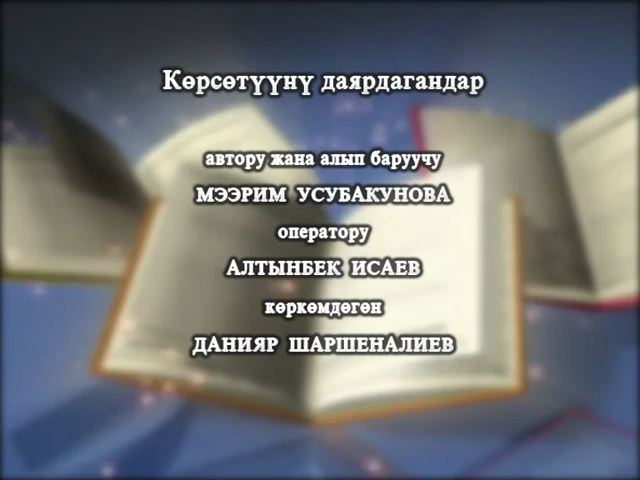 Көрсөтүүнү даярдагандар
автору жана алып баруучу
МЭЭРИМ УСУБАКУНОВА
оператору
АЛТЫНБЕК ИСАЕВ
көркөмдөгөн
ДАНИЯР ШАРШЕНАЛИЕВ